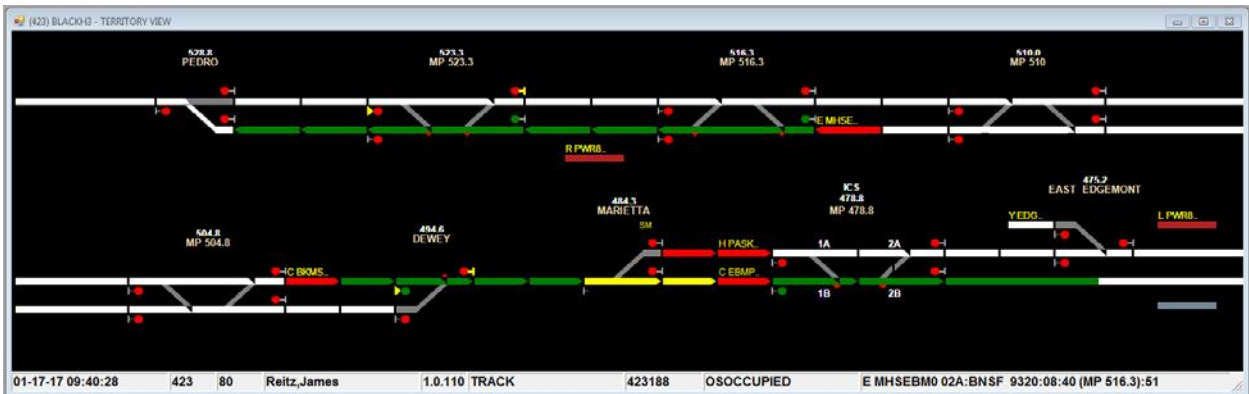 (423) BLACKH3 - TERRITORY VIEW
528.8
PEDRO
523.3
MP 523.3
516.3
MP 516.3
510.0
MP 510
E MHSE..
R PWR8..
504.8
MP 504.8
494.6
DEWEY
484.3
MARIETTA
SM
ICS
478.8
MP 478.8
475.2
EAST EDGEMONT
Y EDG..
L PWR8..
H PASK..
1A
2A
C BKMS..
C EBMP..
1B
2B
01-17-17 09:40:28
423
80
Reitz,James
1.0.110
TRACK
423188
OSOCCUPIED
E MHSEBM0 02A:BNSF 9320:08:40 (MP 516.3):51